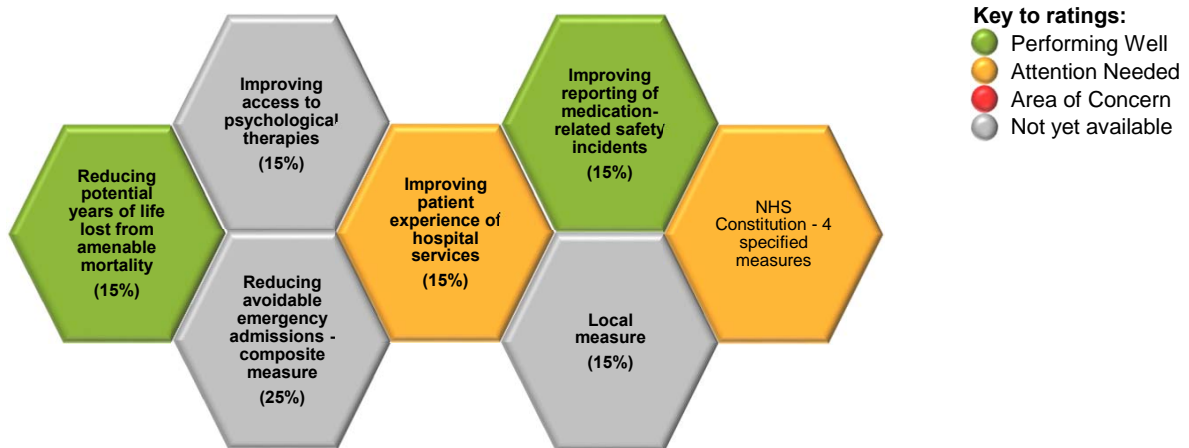 Reducing
potential
years of life
lost from
amenable
mortality
(15%)
Improving
access to
psychological
therapies
(15%)
Reducing
avoidable
emergency
admissions -
composite
measure
(25%)
Improving
patient
experience of
hospital
services
(15%)
Improving
reporting of
medication-
related safety
incidents
(15%)
Local
measure
(15%)
NHS
Constitution - 4
specified
measures
Key to ratings:
Performing Well
Attention Needed
Area of Concern
Not yet available